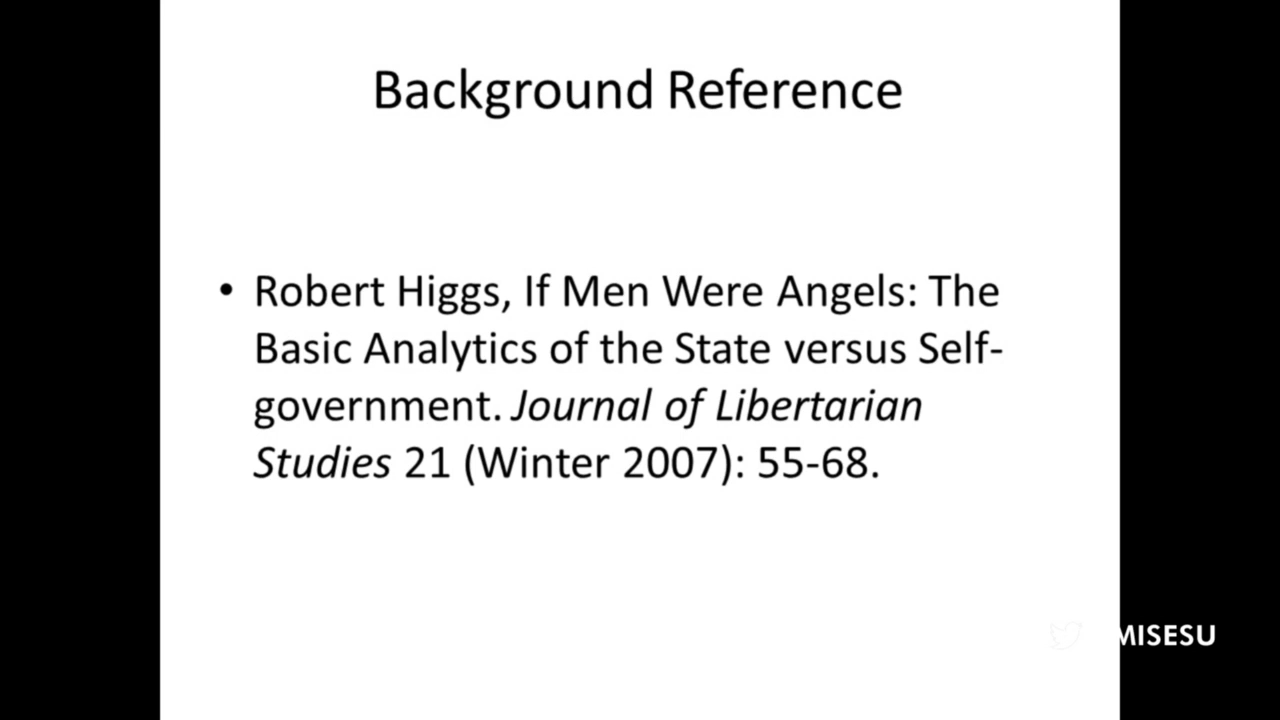 Background Reference
• Robert Higgs, If Men Were Angels: The
Basic Analytics of the State versus Self-
government. Journal of Libertarian
Studies 21 (Winter 2007): 55-68.
MISESU